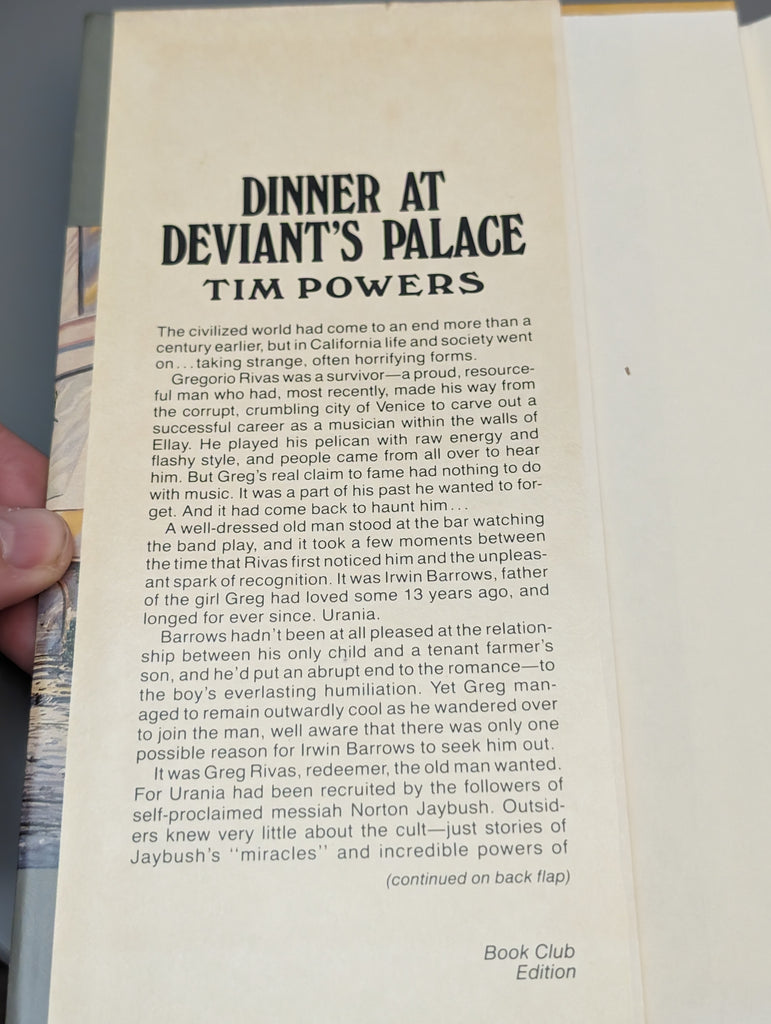 DINNER AT
DEVIANT'S PALACE
TIM POWERS
The civilized world had come to an end more than a
century earlier, but in California life and society went
on...taking strange, often horrifying forms.
Gregorio Rivas was a survivor—a proud, resource-
ful man who had, most recently, made his way from
the corrupt, crumbling city of Venice to carve out a
successful career as a musician within the walls of
Ellay. He played his pelican with raw energy and
flashy style, and people came from all over to hear
him. But Greg's real claim to fame had nothing to do
with music. It was a part of his past he wanted to for-
get. And it had come back to haunt him...
A well-dressed old man stood at the bar watching
the band play, and it took a few moments between
the time that Rivas first noticed him and the unpleas-
ant spark of recognition. It was Irwin Barrows, father
of the girl Greg had loved some 13 years ago, and
longed for ever since. Urania.
Barrows hadn't been at all pleased at the relation-
ship between his only child and a tenant farmer's
son, and he'd put an abrupt end to the romance—to
the boy's everlasting humiliation. Yet Greg man-
aged to remain outwardly cool as he wandered over
to join the man, well aware that there was only one
possible reason for Irwin Barrows to seek him out.
It was Greg Rivas, redeemer, the old man wanted.
For Urania had been recruited by the followers of
self-proclaimed messiah Norton Jaybush. Outsid-
ers knew very little about the cult—just stories of
Jaybush's "miracles" and incredible powers of
(continued on back flap)
Book Club
Edition